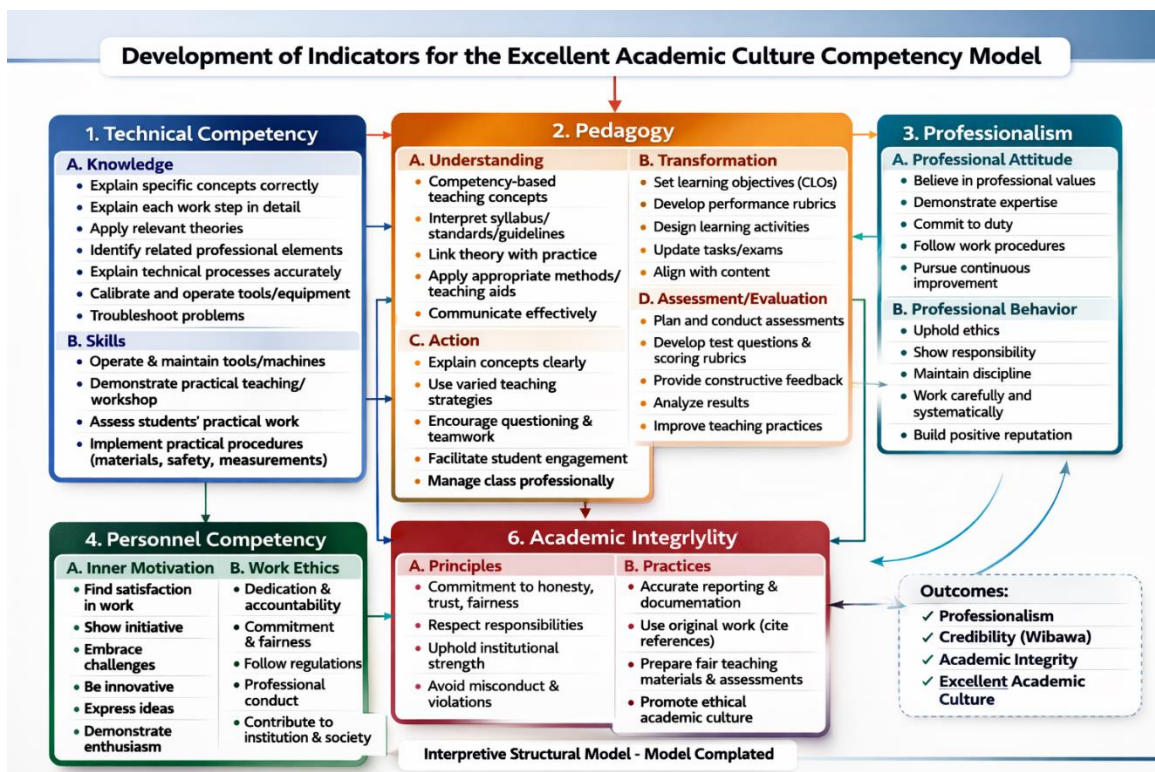 Development of Indicators for the Excellent Academic Culture Competency Model
1. Technical Competency
A. Knowledge
• Explain specific concepts correctly
• Explain each work step in detail
• Apply relevant theories
• Identify related professional elements
• Explain technical processes accurately
• Calibrate and operate tools/equipment
• Troubleshoot problems
B. Skills
• Operate & maintain tools/machines
• Demonstrate practical teaching/
workshop
• Assess students' practical work
• Implement practical procedures
(materials, safety, measurements)
2. Pedagogy
A. Understanding
• Competency-based
teaching concepts
• Interpret syllabus/
standards/guidelines
• Link theory with practice
• Apply appropriate methods/
teaching aids
• Communicate effectively
C. Action
• Explain concepts clearly
• Use varied teaching
strategies
• Encourage questioning &
teamwork
• Facilitate student engagement
• Manage class professionally
B. Transformation
• Set learning objectives (CLOs)
• Develop performance rubrics
• Design learning activities
• Update tasks/exams
• Align with content
D. Assessment/Evaluation
• Plan and conduct assessments
• Develop test questions &
scoring rubrics
• Provide constructive feedback
• Analyze results
• Improve teaching practices
3. Professionalism
A. Professional Attitude
• Believe in professional values
• Demonstrate expertise
• Commit to duty
• Follow work procedures
• Pursue continuous
improvement
B. Professional Behavior
• Uphold ethics
• Show responsibility
• Maintain discipline
• Work carefully and
systematically
• Build positive reputation
4. Personnel Competency
A. Inner Motivation
• Find satisfaction
in work
• Show initiative
• Embrace
challenges
• Be innovative
• Express ideas
• Demonstrate
enthusiasm
B. Work Ethics
• Dedication &
accountability
• Commitment
& fairness
• Follow regulations
• Professional
conduct
• Contribute to
institution & society
6. Academic Integrlylity
A. Principles
• Commitment to honesty,
trust, fairness
• Respect responsibilities
• Uphold institutional
strength
• Avoid misconduct &
violations
B. Practices
• Accurate reporting &
documentation
• Use original work (cite
references)
• Prepare fair teaching
materials & assessments
• Promote ethical
academic culture
Outcomes:
✓ Professionalism
✓ Credibility (Wibawa)
✓ Academic Integrity
✓ Excellent Academic
Culture
Interpretive Structural Model - Model Complated